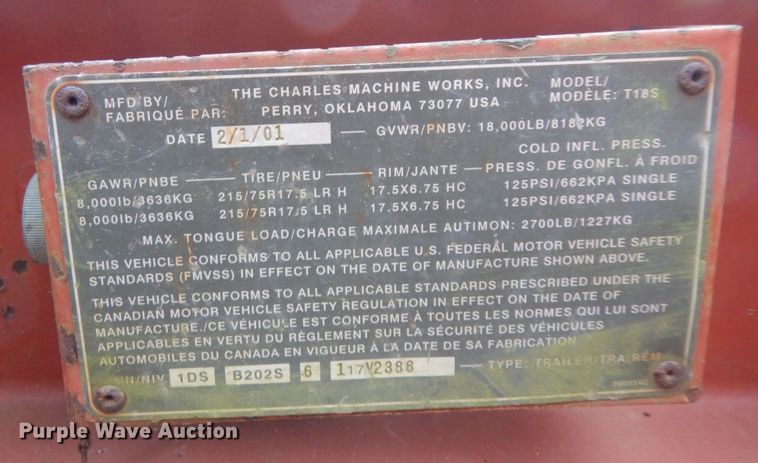 MFD BY/ THE CHARLES MACHINE WORKS, INC. MODEL/
FABRIQUÉ PAR: PERRY, OKLAHOMA 73077 USA MODÈLE: T18S
DATE 2/1/01 GVWR/PNBV: 18,000LB/8182KG
COLD INFL. PRESS.
GAWR/PNBE TIRE/PNEU RIM/JANTE PRESS. DE GONFL. À FROID
8,000lb/3636KG 215/75R17.5 LR H 17.5X6.75 HC 125PSI/662KPA SINGLE
8,000lb/3636KG 215/75R17.5 LR H 17.5X6.75 HC 125PSI/662KPA SINGLE
MAX. TONGUE LOAD/CHARGE MAXIMALE AUTIMON: 2700LB/1227KG
THIS VEHICLE CONFORMS TO ALL APPLICABLE U.S. FEDERAL MOTOR VEHICLE SAFETY
STANDARDS (FMVSS) IN EFFECT ON THE DATE OF MANUFACTURE SHOWN ABOVE.
THIS VEHICLE CONFORMS TO ALL APPLICABLE STANDARDS PRESCRIBED UNDER THE
CANADIAN MOTOR VEHICLE SAFETY REGULATION IN EFFECT ON THE DATE OF
MANUFACTURE./CE VÉHICULE EST CONFORME À TOUTES LES NORMES QUI LUI SONT
APPLICABLES EN VERTU DU RÈGLEMENT SUR LA SÉCURITÉ DES VÉHICULES
AUTOMOBILES DU CANADA EN VIGUEUR À LA DATE DE SA FABRICATION.
VIN/NIV 1DS B202S 6 117V2388 TYPE: TRAILER/TRA/REM
Purple Wave Auction